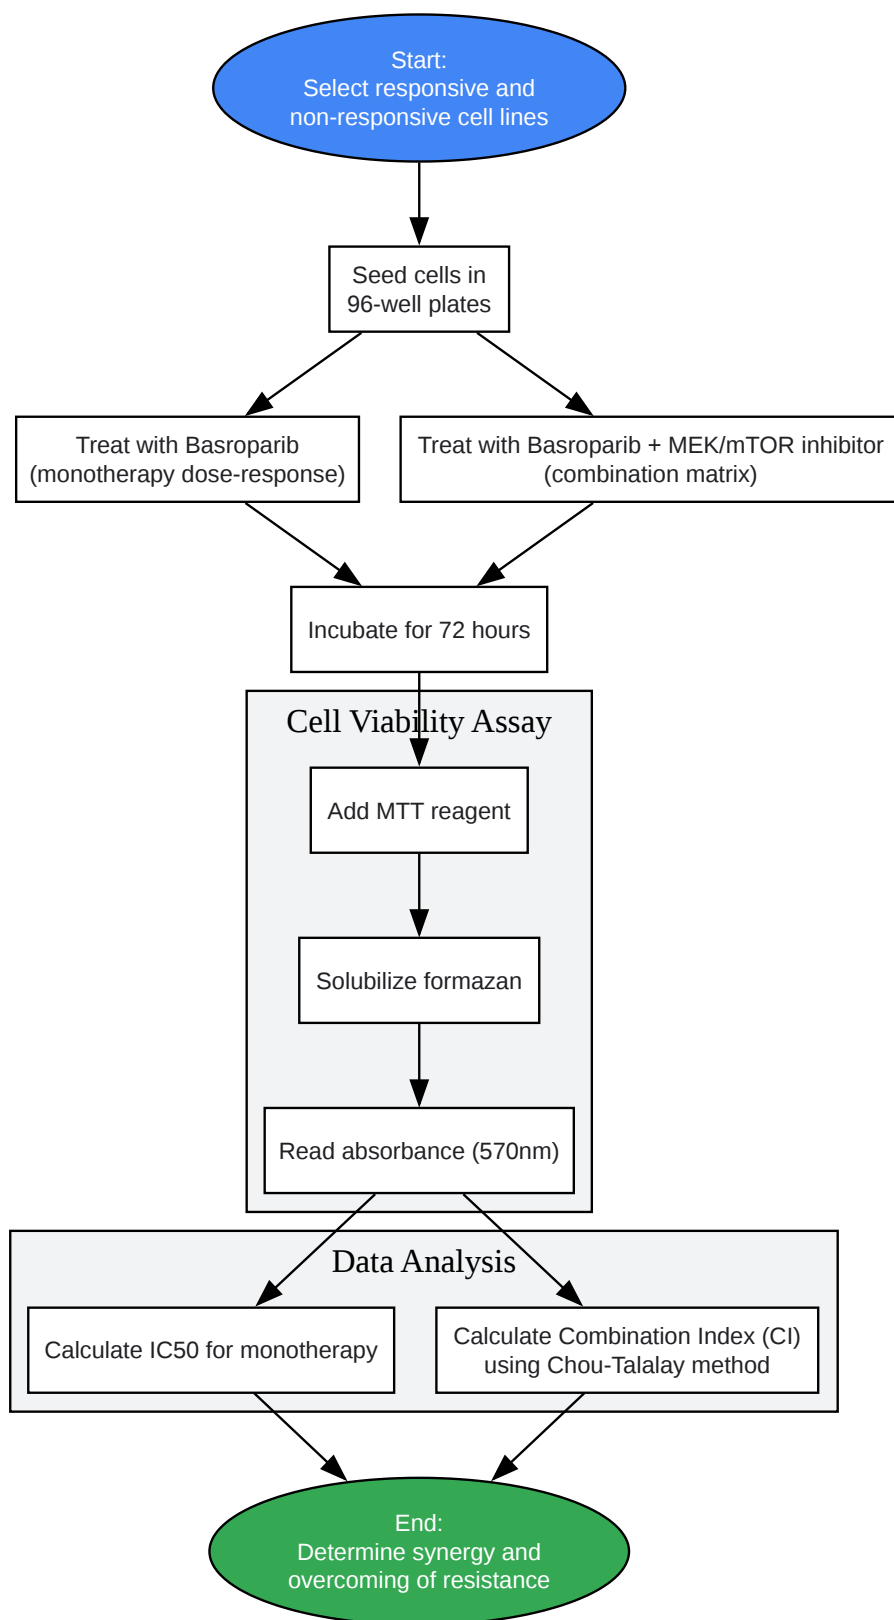 Start:
Select responsive and
non-responsive cell lines
Seed cells in
96-well plates
Treat with Basroparib
(monotherapy dose-response)
Treat with Basroparib + MEK/mTOR inhibitor
(combination matrix)
Incubate for 72 hours
Cell Viability Assay
Add MTT reagent
Solubilize formazan
Read absorbance (570nm)
Data Analysis
Calculate IC50 for monotherapy
Calculate Combination Index (CI)
using Chou-Talalay method
End:
Determine synergy and
overcoming of resistance